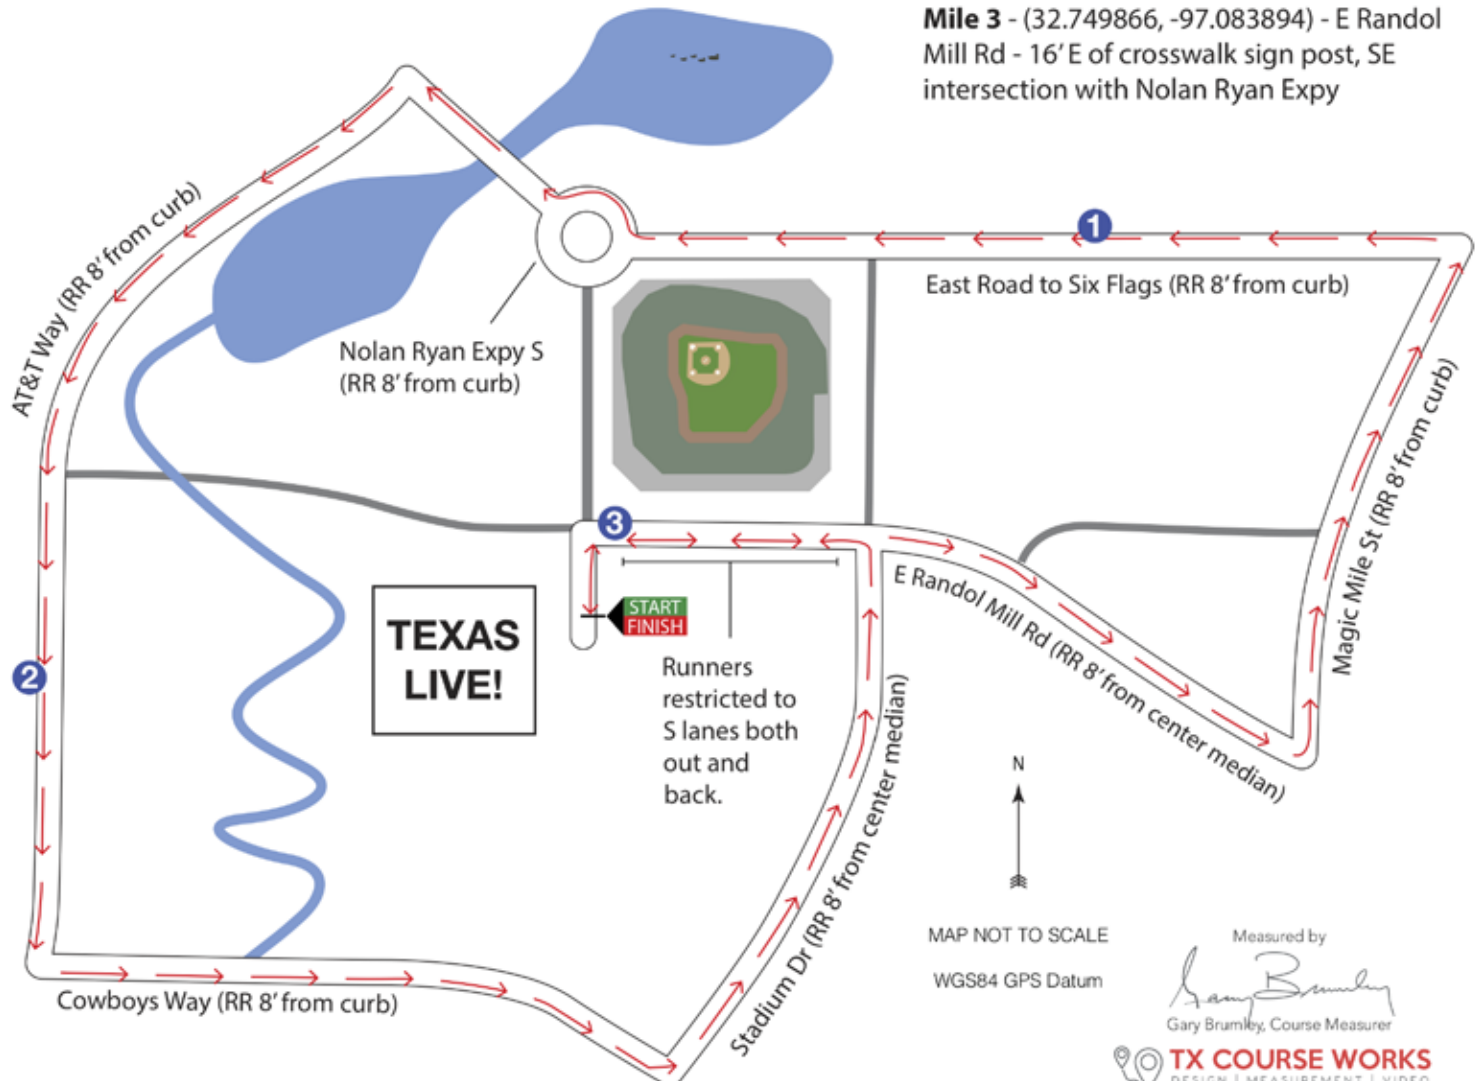 Mile 3 - (32.749866, -97.083894) - E Randol
Mill Rd - 16' E of crosswalk sign post, SE
intersection with Nolan Ryan Expy
1
East Road to Six Flags (RR 8' from curb)
AT&T Way (RR 8' from curb)
Nolan Ryan Expy S
(RR 8' from curb)
Magic Mile St (RR 8' from curb)
3
E Randol Mill Rd (RR 8' from center median)
START
FINISH
TEXAS
LIVE!
2
Runners
restricted to
S lanes both
out and
back.
Stadium Dr (RR 8' from center median)
N
MAP NOT TO SCALE
WGS84 GPS Datum
Cowboys Way (RR 8' from curb)
Measured by
Gary Brumley
Gary Brumley, Course Measurer
TX COURSE WORKS
DESIGN | MEASUREMENT | VIDEO